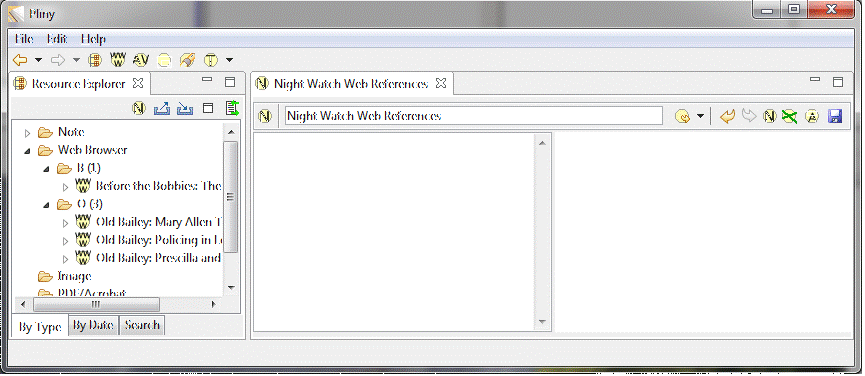 Pliny
File Edit Help
Resource Explorer
Note
Web Browser
B (1)
Before the Bobbies: The
O (3)
Old Bailey: Mary Allen T
Old Bailey: Policing in Lo
Old Bailey: Prescilla and
Image
PDF/Acrobat
By Type By Date Search
Night Watch Web References
Night Watch Web References